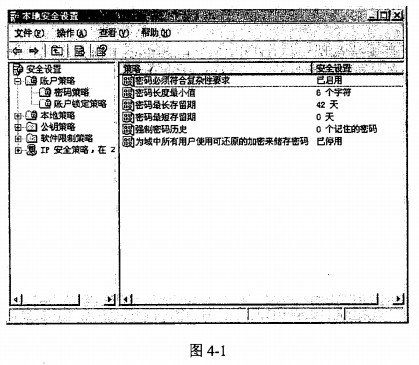 本地安全设置
文件(F) 操作(A) 查看(V) 帮助(H)
安全设置
账户策略
密码策略
账户锁定策略
本地策略
公钥策略
软件限制策略
IP 安全策略，在 2
策略 安全设置
密码必须符合复杂性要求 已启用
密码长度最小值 6 个字符
密码最长存留期 42 天
密码最短存留期 0 天
强制密码历史 0 个记住的密码
为域中所有用户使用可还原的加密来储存密码 已停用
图 4-1